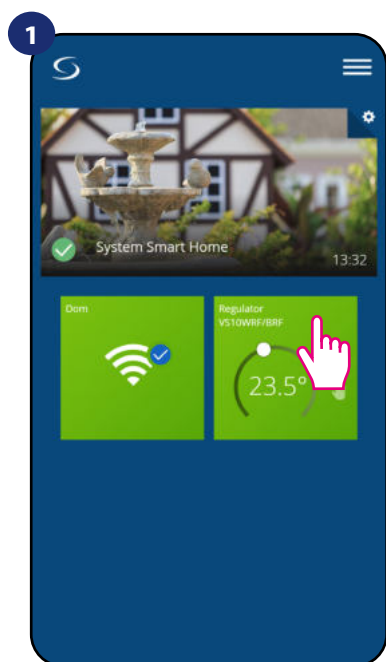 1
System Smart Home
13:32
Dom
Regulator
VS10WRF/BRF
23.5°